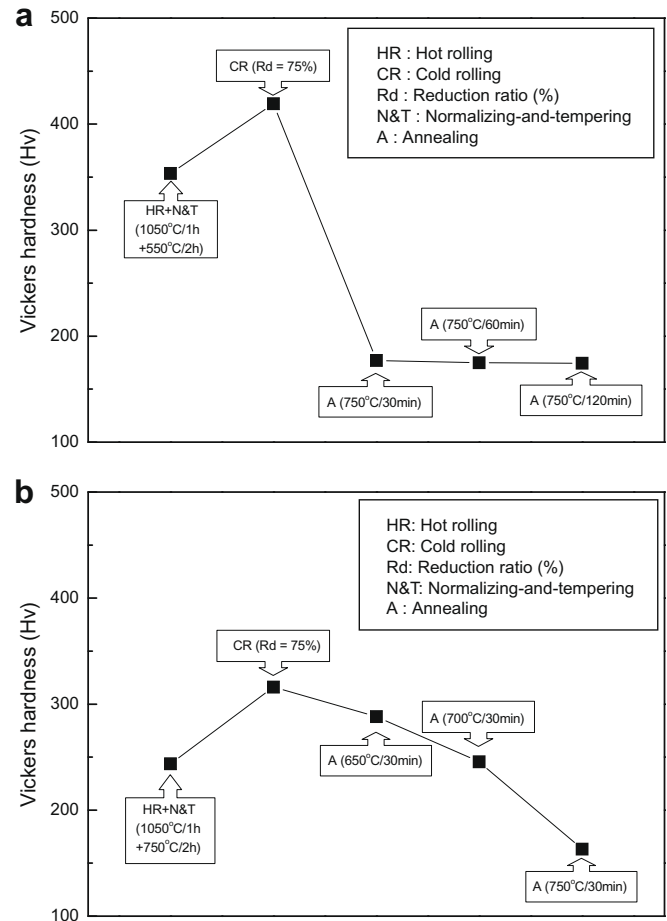 a
500
400
300
200
100
Vickers hardness (Hv)
CR (Rd = 75%)
HR : Hot rolling
CR : Cold rolling
Rd : Reduction ratio (%)
N&T : Normalizing-and-tempering
A : Annealing
HR+N&T
(1050°C/1h
+550°C/2h)
A (750°C/60min)
A (750°C/30min)
A (750°C/120min)
b
500
400
300
200
100
Vickers hardness (Hv)
HR: Hot rolling
CR: Cold rolling
Rd: Reduction ratio (%)
N&T: Normalizing-and-tempering
A : Annealing
CR (Rd = 75%)
A (700°C/30min)
A (650°C/30min)
HR+N&T
(1050°C/1h
+750°C/2h)
A (750°C/30min)